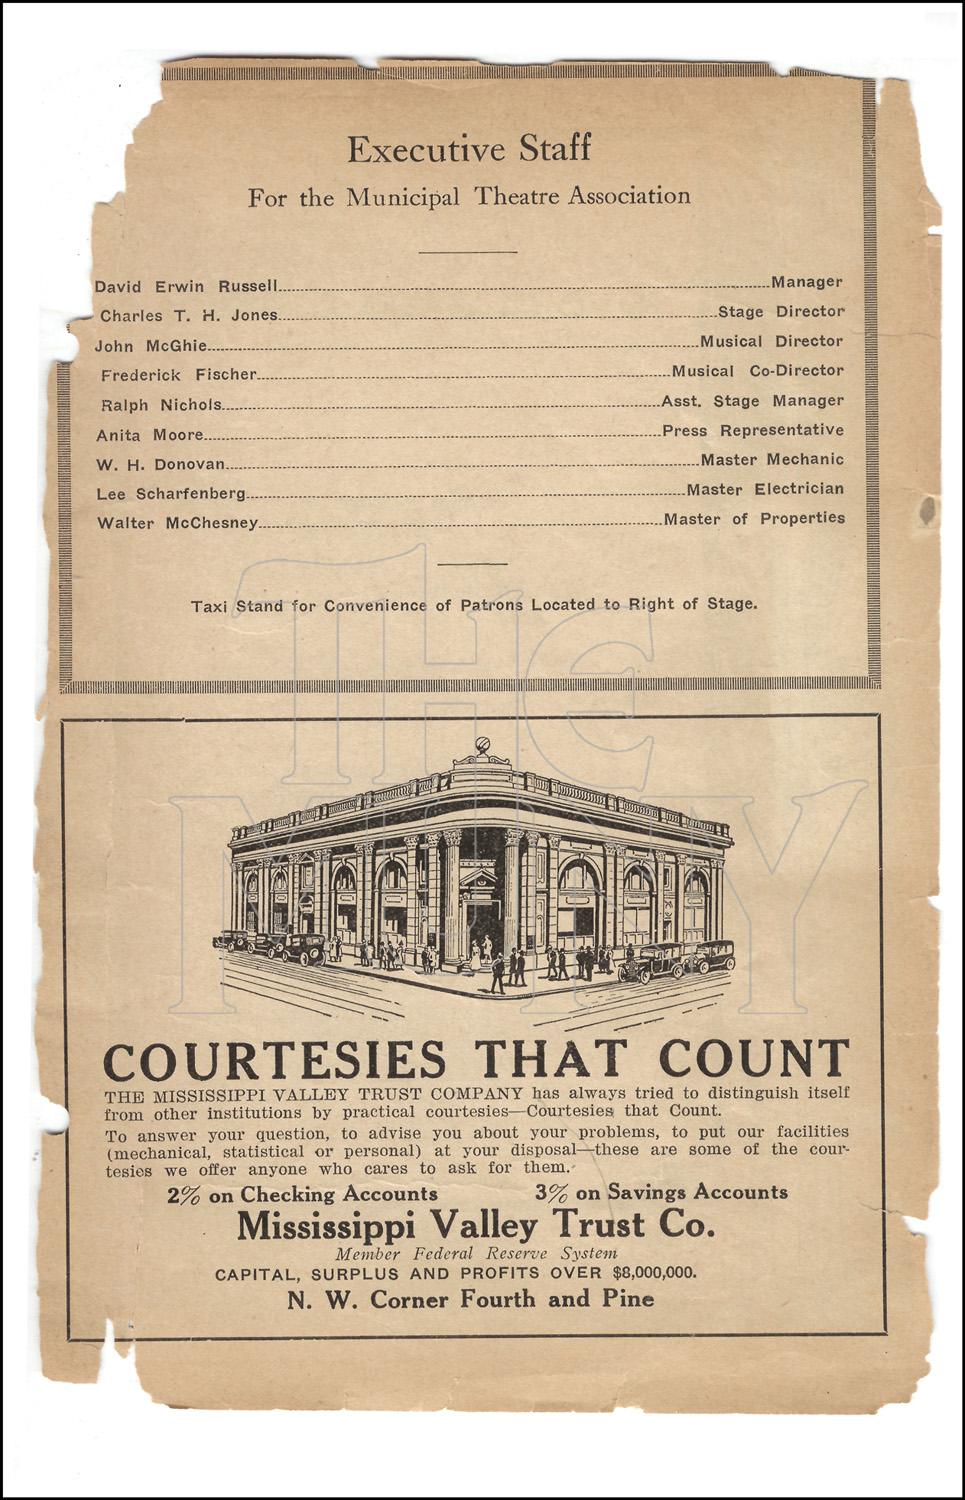 Executive Staff
For the Municipal Theatre Association
David Erwin Russell Manager
Charles T. H. Jones Stage Director
John McGhie Musical Director
Frederick Fischer Musical Co-Director
Ralph Nichols Asst. Stage Manager
Anita Moore Press Representative
W. H. Donovan Master Mechanic
Lee Scharfenberg Master Electrician
Walter McChesney Master of Properties
Taxi Stand for Convenience of Patrons Located to Right of Stage.
THE
MUNY
COURTESIES THAT COUNT
THE MISSISSIPPI VALLEY TRUST COMPANY has always tried to distinguish itself
from other institutions by practical courtesies—Courtesies that Count.
To answer your question, to advise you about your problems, to put our facilities
(mechanical, statistical or personal) at your disposal—these are some of the cour-
tesies we offer anyone who cares to ask for them.
2% on Checking Accounts 3% on Savings Accounts
Mississippi Valley Trust Co.
Member Federal Reserve System
CAPITAL, SURPLUS AND PROFITS OVER $8,000,000.
N. W. Corner Fourth and Pine